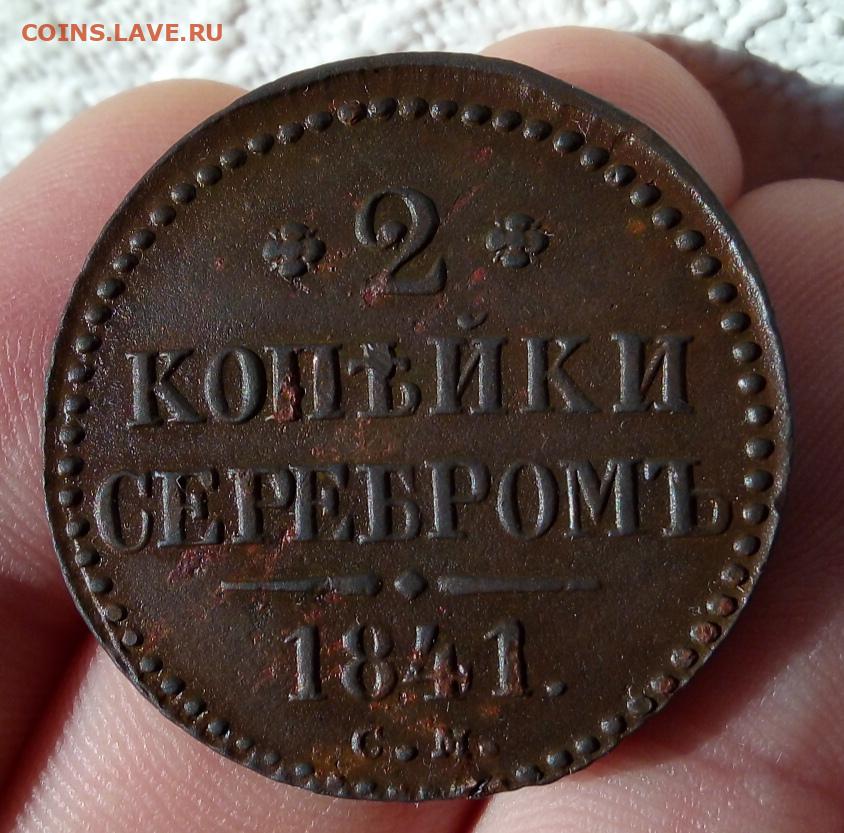 COINS.LAVE.RU
2
КОПѢЙКИ
СЕРЕБРОМЪ
1841.
С.М.